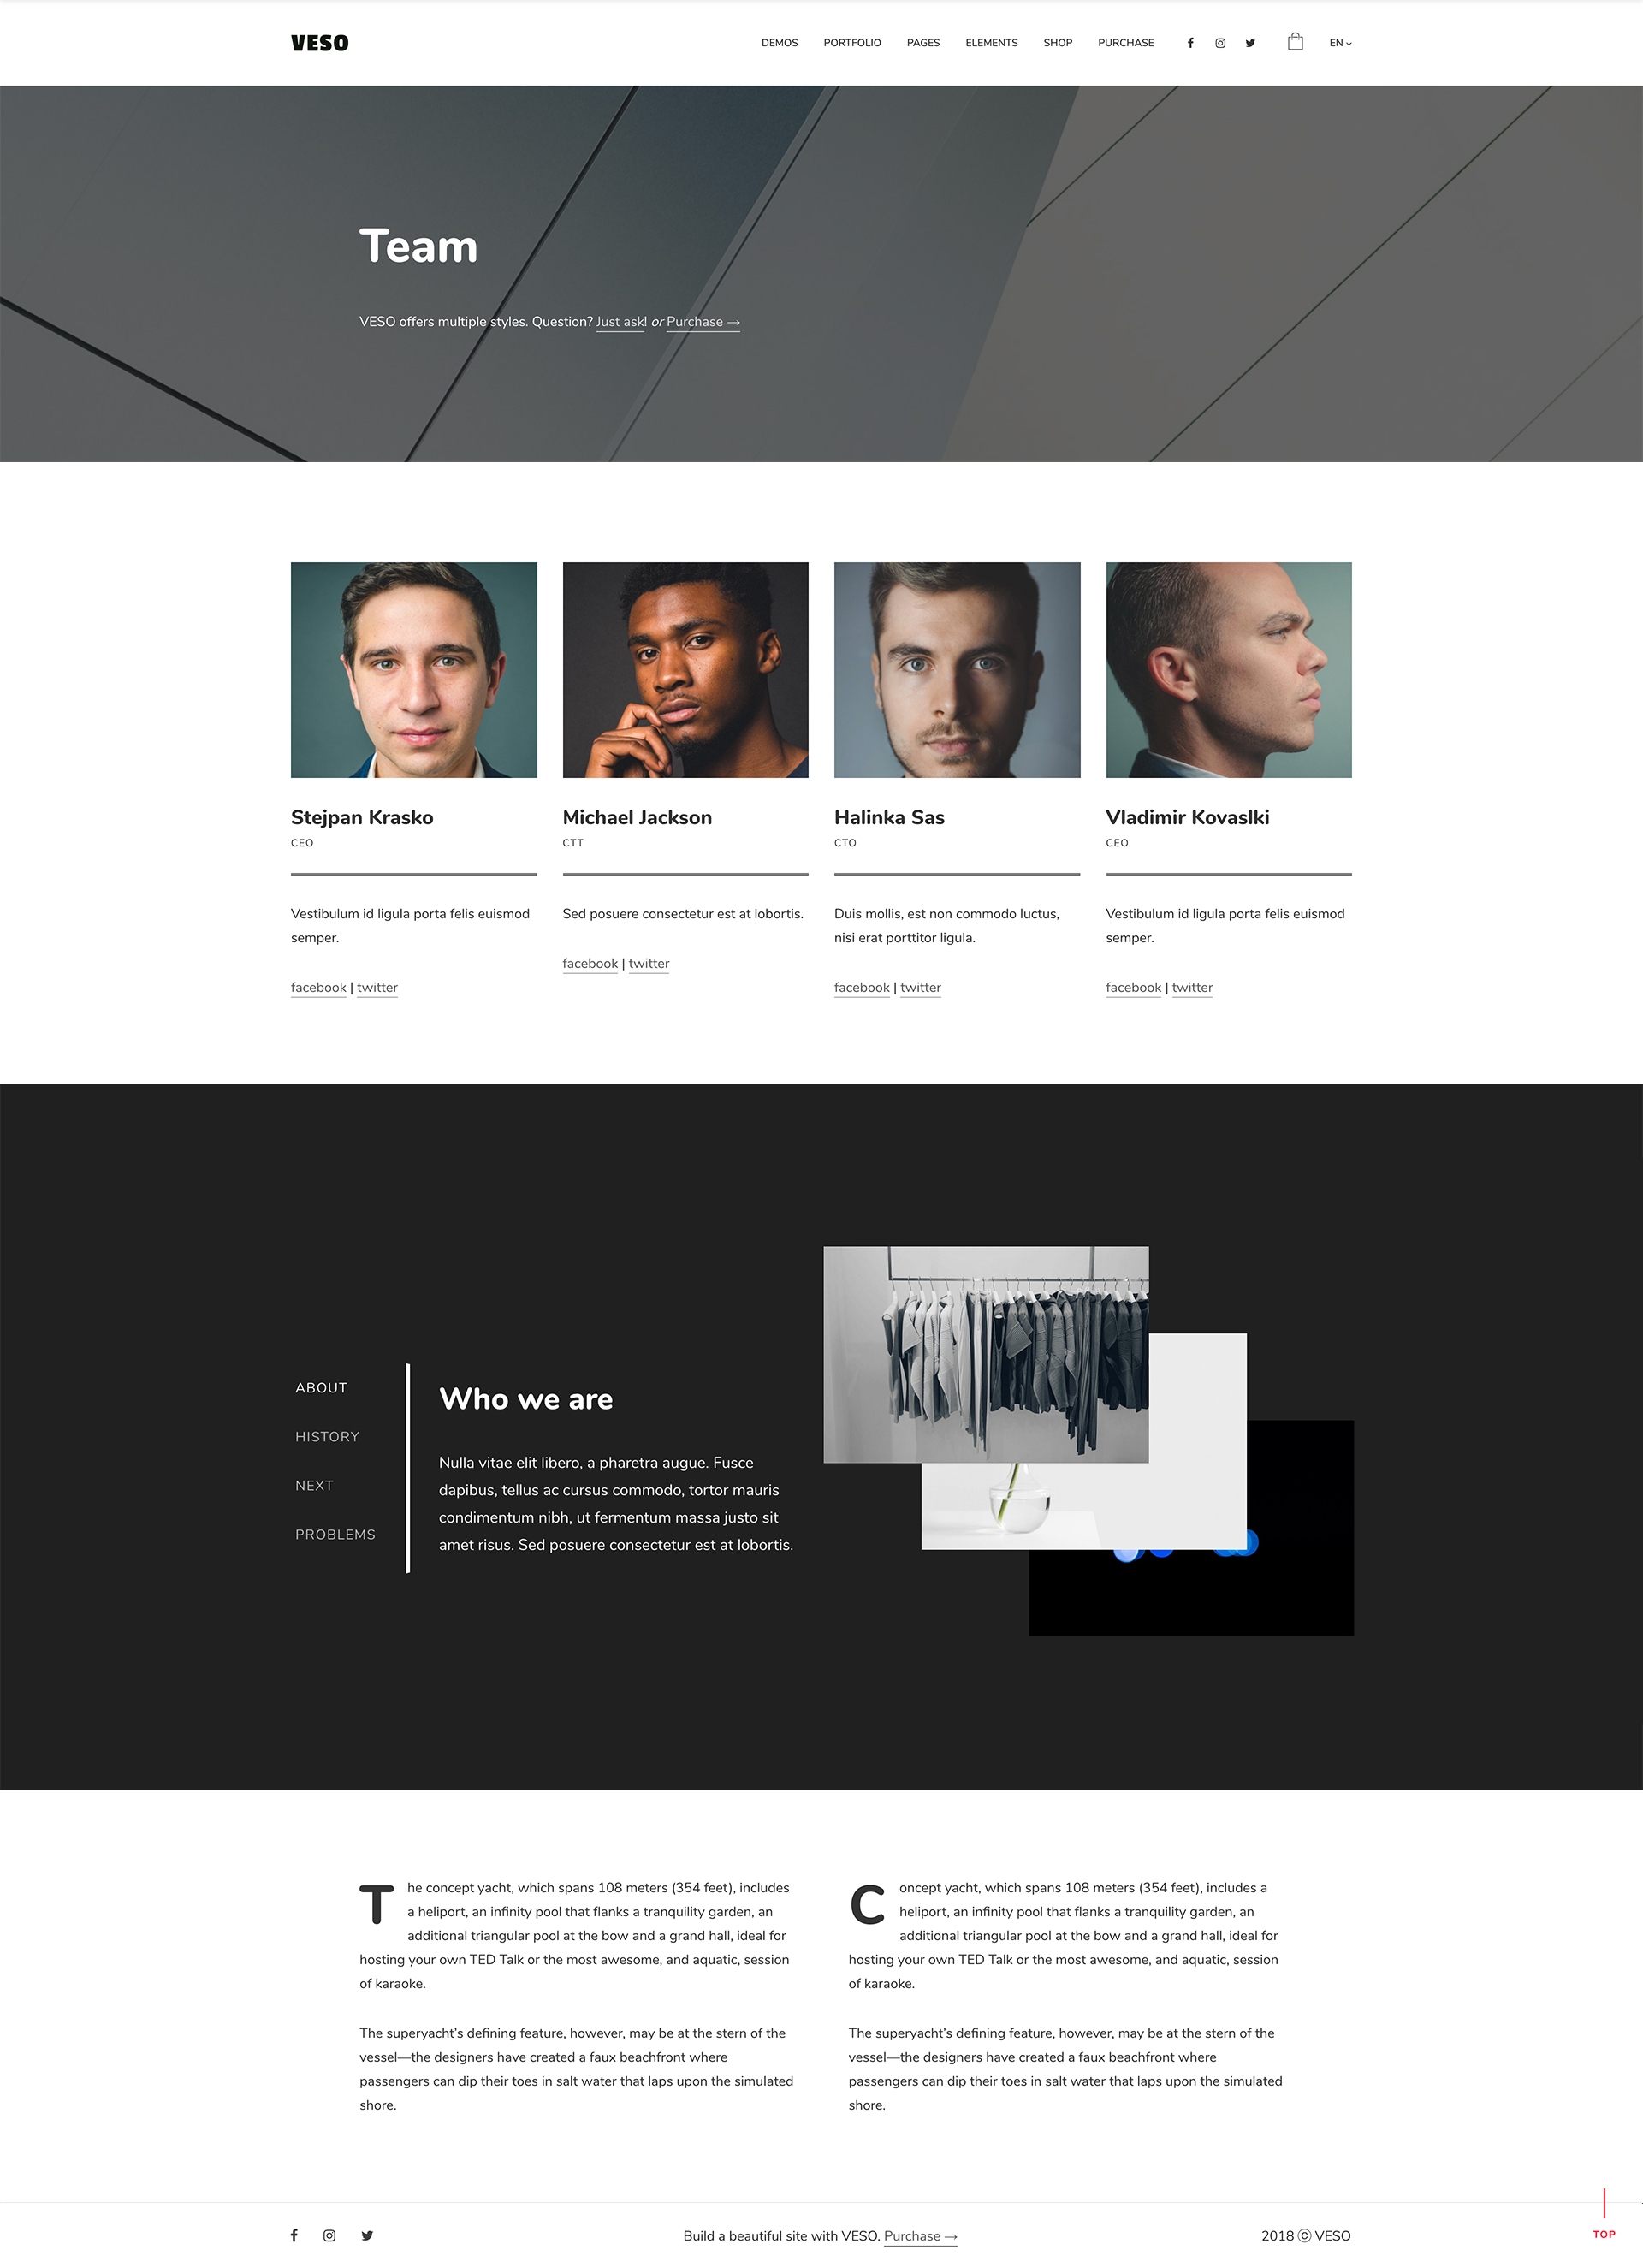 VESO
DEMOS PORTFOLIO PAGES ELEMENTS SHOP PURCHASE EN
Team
VESO offers multiple styles. Question? Just ask! or Purchase →
Stejpan Krasko
CEO
Vestibulum id ligula porta felis euismod
semper.
facebook | twitter
Michael Jackson
CTT
Sed posuere consectetur est at lobortis.
facebook | twitter
Halinka Sas
CTO
Duis mollis, est non commodo luctus,
nisi erat porttitor ligula.
facebook | twitter
Vladimir Kovaslki
CEO
Vestibulum id ligula porta felis euismod
semper.
facebook | twitter
ABOUT
HISTORY
NEXT
PROBLEMS
Who we are
Nulla vitae elit libero, a pharetra augue. Fusce
dapibus, tellus ac cursus commodo, tortor mauris
condimentum nibh, ut fermentum massa justo sit
amet risus. Sed posuere consectetur est at lobortis.
The concept yacht, which spans 108 meters (354 feet), includes
a heliport, an infinity pool that flanks a tranquility garden, an
additional triangular pool at the bow and a grand hall, ideal for
hosting your own TED Talk or the most awesome, and aquatic, session
of karaoke.
The superyacht's defining feature, however, may be at the stern of the
vessel—the designers have created a faux beachfront where
passengers can dip their toes in salt water that laps upon the simulated
shore.
Concept yacht, which spans 108 meters (354 feet), includes a
heliport, an infinity pool that flanks a tranquility garden, an
additional triangular pool at the bow and a grand hall, ideal for
hosting your own TED Talk or the most awesome, and aquatic, session
of karaoke.
The superyacht's defining feature, however, may be at the stern of the
vessel—the designers have created a faux beachfront where
passengers can dip their toes in salt water that laps upon the simulated
shore.
Build a beautiful site with VESO. Purchase →
2018 ⓒ VESO
TOP